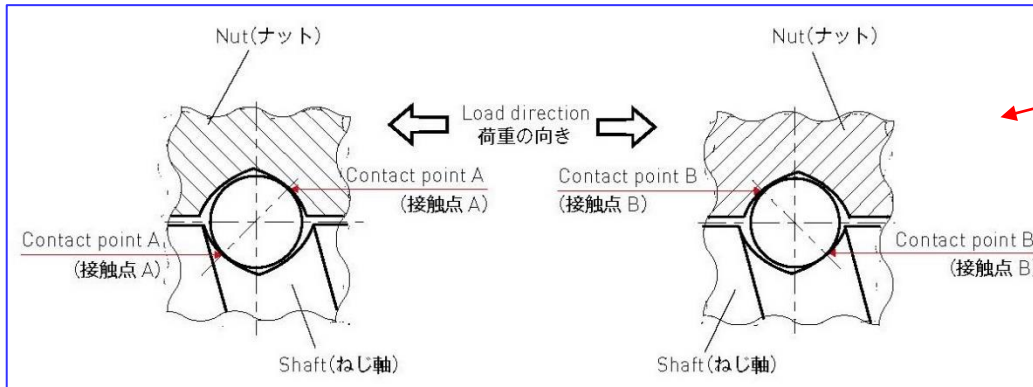 Nut(ナット)
Nut(ナット)
Load direction
荷重の向き
Contact point A
(接触点 A)
Contact point B
(接触点 B)
Contact point A
(接触点 A)
Contact point B
(接触点 B
Shaft(ねじ軸)
Shaft(ねじ軸)